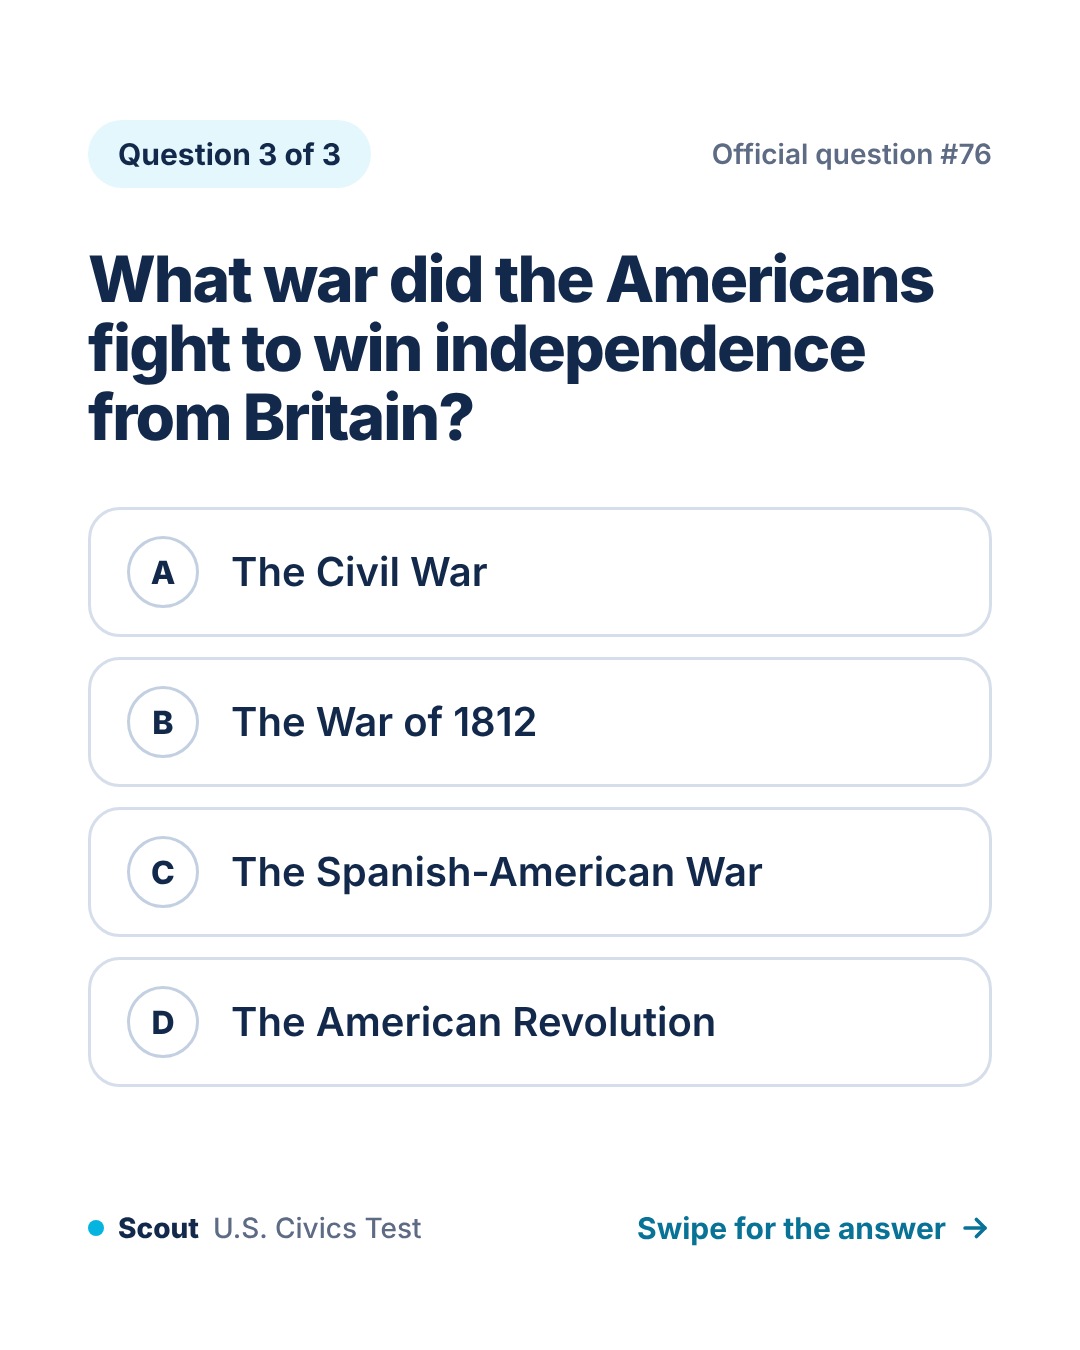 Question 3 of 3
Official question #76
What war did the Americans
fight to win independence
from Britain?
A The Civil War
B The War of 1812
C The Spanish-American War
D The American Revolution
Scout U.S. Civics Test
Swipe for the answer →